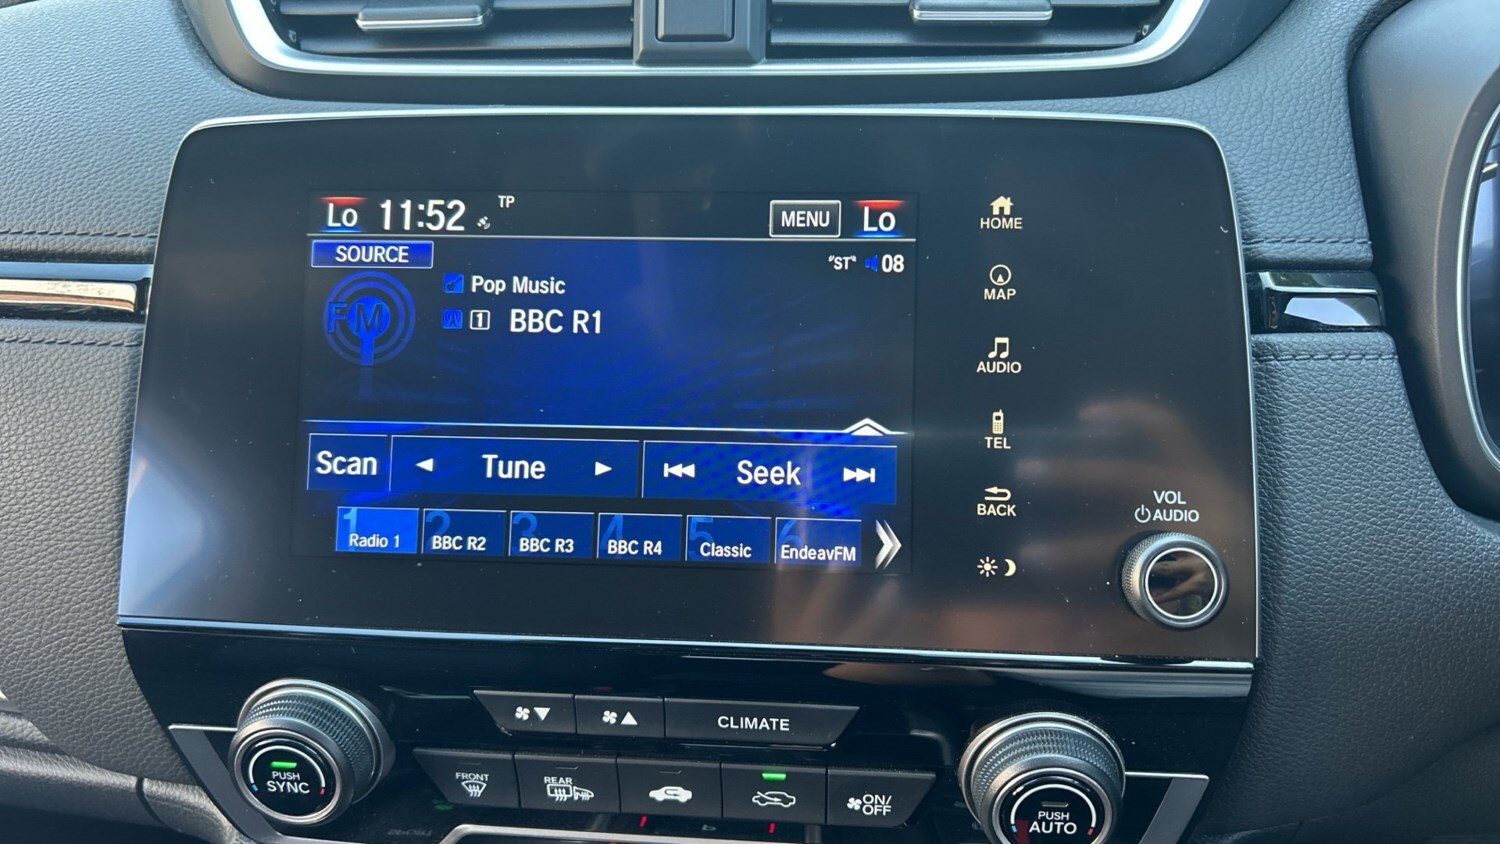 Lo 11:52 TP MENU Lo
SOURCE
"ST" 08
FM
Pop Music
1 BBC R1
Scan Tune Seek
1 Radio 1
2 BBC R2
3 BBC R3
4 BBC R4
5 Classic
6 EndeavFM
HOME
MAP
AUDIO
TEL
BACK
VOL
AUDIO
CLIMATE
PUSH
SYNC
FRONT
REAR
ON/
OFF
PUSH
AUTO